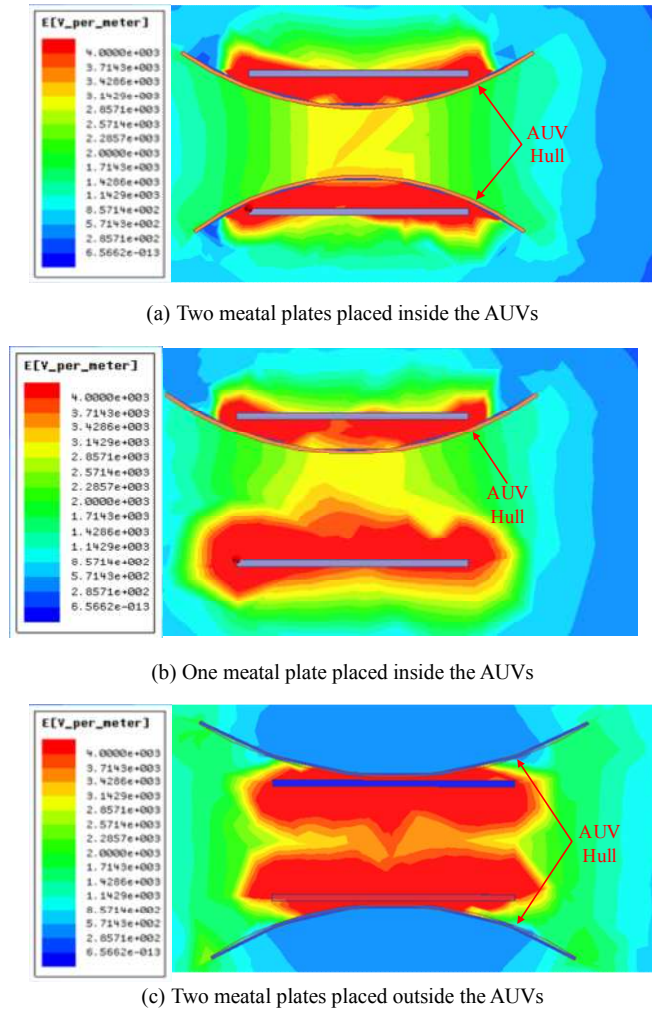 E[V_per_meter]
4.0000e+003
3.7143e+003
3.4286e+003
3.1429e+003
2.8571e+003
2.5714e+003
2.2857e+003
2.0000e+003
1.7143e+003
1.4286e+003
1.1429e+003
8.5714e+002
5.7143e+002
2.8571e+002
6.5662e-013
AUV
Hull
(a) Two meatal plates placed inside the AUVs
E[V_per_meter]
4.0000e+003
3.7143e+003
3.4286e+003
3.1429e+003
2.8571e+003
2.5714e+003
2.2857e+003
2.0000e+003
1.7143e+003
1.4286e+003
1.1429e+003
8.5714e+002
5.7143e+002
2.8571e+002
6.5662e-013
AUV
Hull
(b) One meatal plate placed inside the AUVs
E[V_per_meter]
4.0000e+003
3.7143e+003
3.4286e+003
3.1429e+003
2.8571e+003
2.5714e+003
2.2857e+003
2.0000e+003
1.7143e+003
1.4286e+003
1.1429e+003
8.5714e+002
5.7143e+002
2.8571e+002
6.5662e-013
AUV
Hull
(c) Two meatal plates placed outside the AUVs